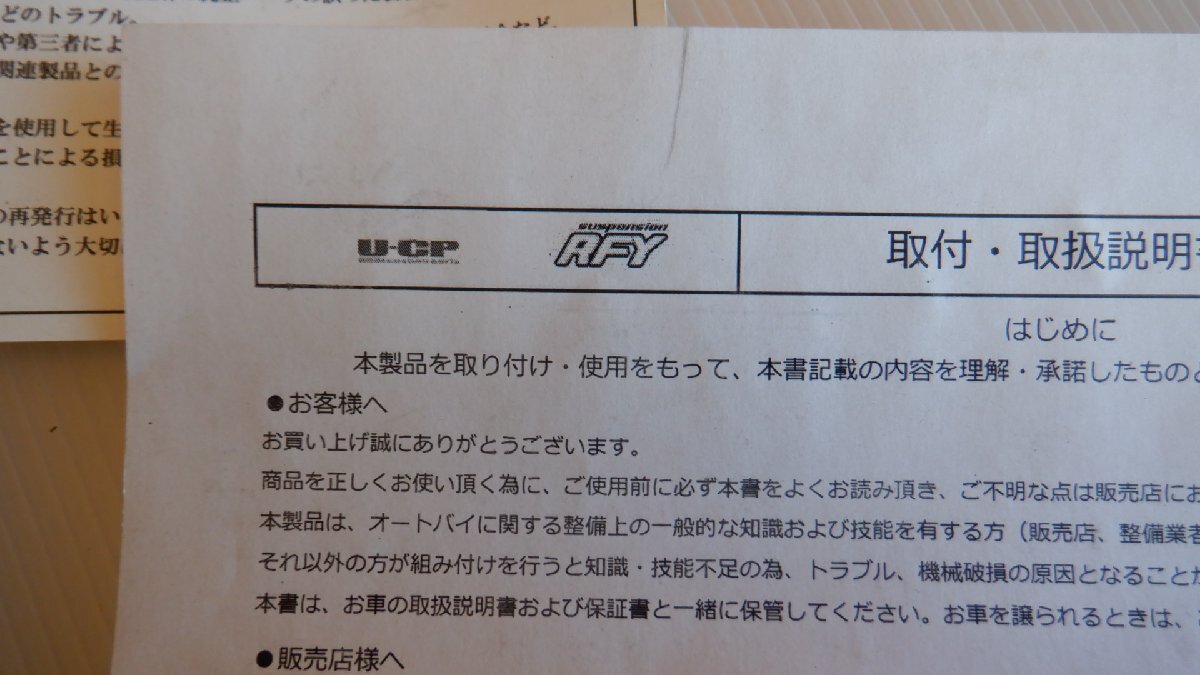 どのトラブル。
や第三者によ
関連製品との
を使用して生
ことによる損
の再発行はい
ないよう大切に
U-CP
suspension
RFY
取付・取扱説明書
はじめに
本製品を取り付け・使用をもって、本書記載の内容を理解・承諾したものと
●お客様へ
お買い上げ誠にありがとうございます。
商品を正しくお使い頂く為に、ご使用前に必ず本書をよくお読み頂き、ご不明な点は販売店にお
本製品は、オートバイに関する整備上の一般的な知識および技能を有する方（販売店、整備業者
それ以外の方が組み付けを行うと知識・技能不足の為、トラブル、機械破損の原因となることが
本書は、お車の取扱説明書および保証書と一緒に保管してください。お車を譲られるときは、
●販売店様へ